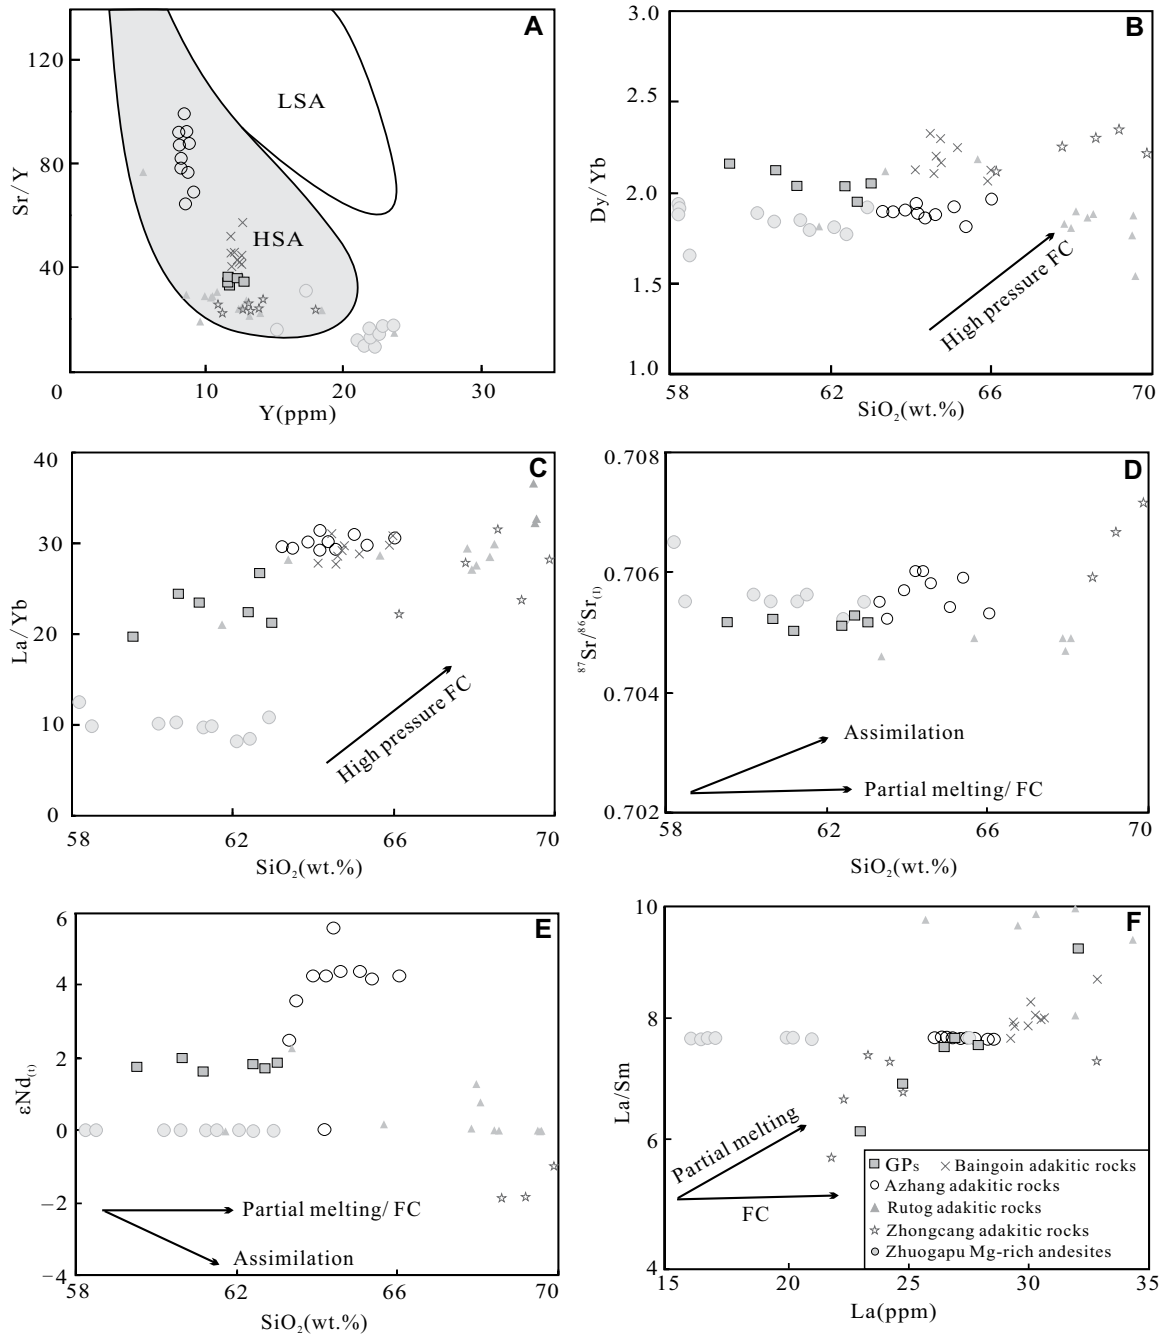 A
120
80
40
0
10
20
30
Sr/Y
Y(ppm)
LSA
HSA
B
3.0
2.5
2.0
1.5
1.0
58
62
66
70
Dy/Yb
SiO₂(wt.%)
High pressure FC
C
40
30
20
10
0
58
62
66
70
La/Yb
SiO₂(wt.%)
High pressure FC
D
0.708
0.706
0.704
0.702
58
62
66
70
⁸⁷Sr/⁸⁶Sr₍ₜ₎
SiO₂(wt.%)
Assimilation
Partial melting/ FC
E
6
4
2
0
−2
−4
58
62
66
70
εNd₍ₜ₎
SiO₂(wt.%)
Partial melting/ FC
Assimilation
F
10
8
6
4
15
20
25
30
35
La/Sm
La(ppm)
Partial melting
FC
GPs Baingoin adakitic rocks
Azhang adakitic rocks
Rutog adakitic rocks
Zhongcang adakitic rocks
Zhuogapu Mg-rich andesites